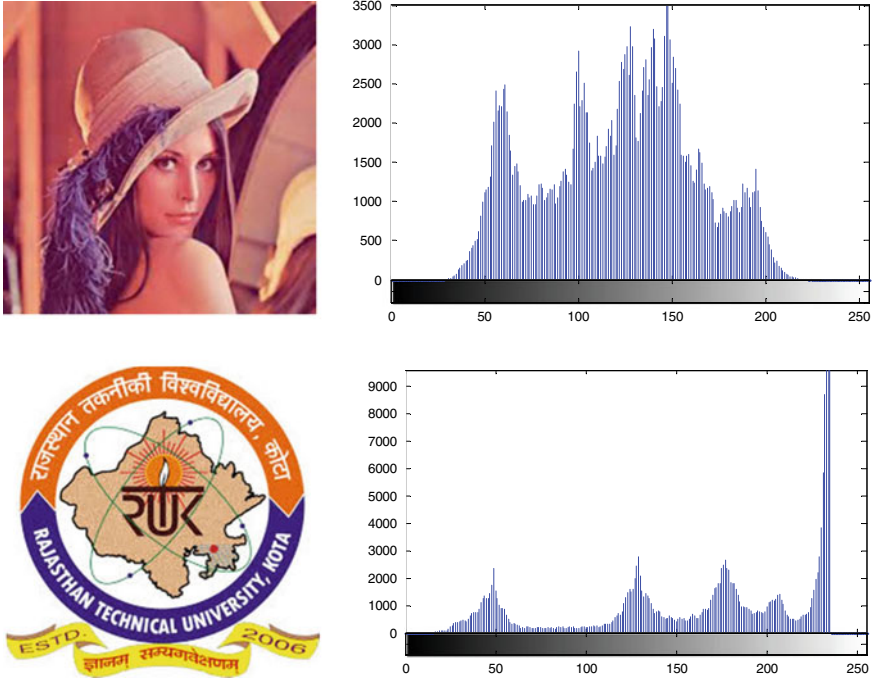 3500
3000
2500
2000
1500
1000
500
0
0 50 100 150 200 250
राजस्थान तकनीकी विश्वविद्यालय, कोटा
RTUK
RAJASTHAN TECHNICAL UNIVERSITY, KOTA
ESTD. 2006
ज्ञानम् सम्यगवेक्षणम्
9000
8000
7000
6000
5000
4000
3000
2000
1000
0
0 50 100 150 200 250